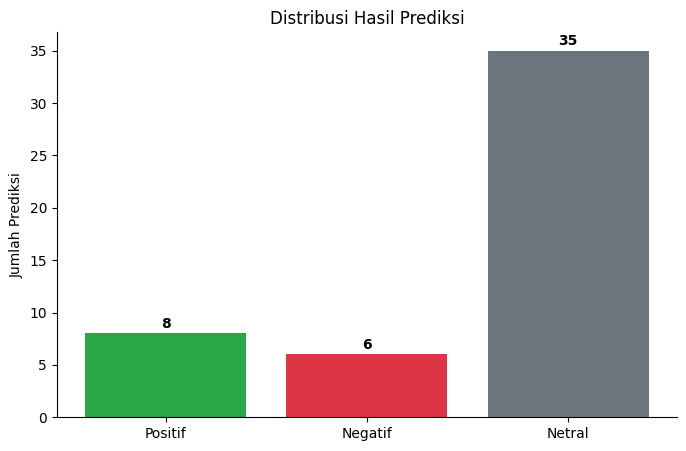 Distribusi Hasil Prediksi
Jumlah Prediksi
35
30
25
20
15
10
5
0
8
6
35
Positif
Negatif
Netral